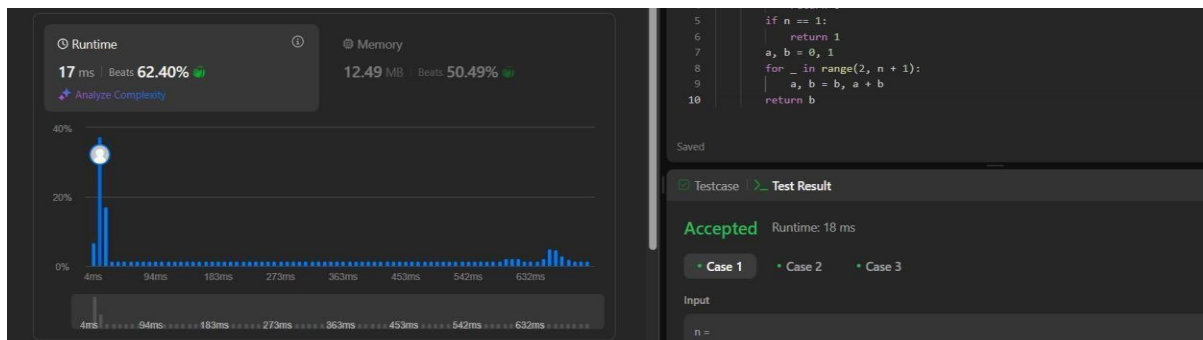 Runtime
17 ms | Beats 62.40%
Analyze Complexity
Memory
12.49 MB | Beats 50.49%
40%
20%
0%
4ms 94ms 183ms 273ms 363ms 453ms 542ms 632ms
4ms 94ms 183ms 273ms 363ms 453ms 542ms 632ms
5 if n == 1:
6 return 1
7 a, b = 0, 1
8 for _ in range(2, n + 1):
9 a, b = b, a + b
10 return b
Saved
Testcase | >_ Test Result
Accepted Runtime: 18 ms
• Case 1 • Case 2 • Case 3
Input
n =